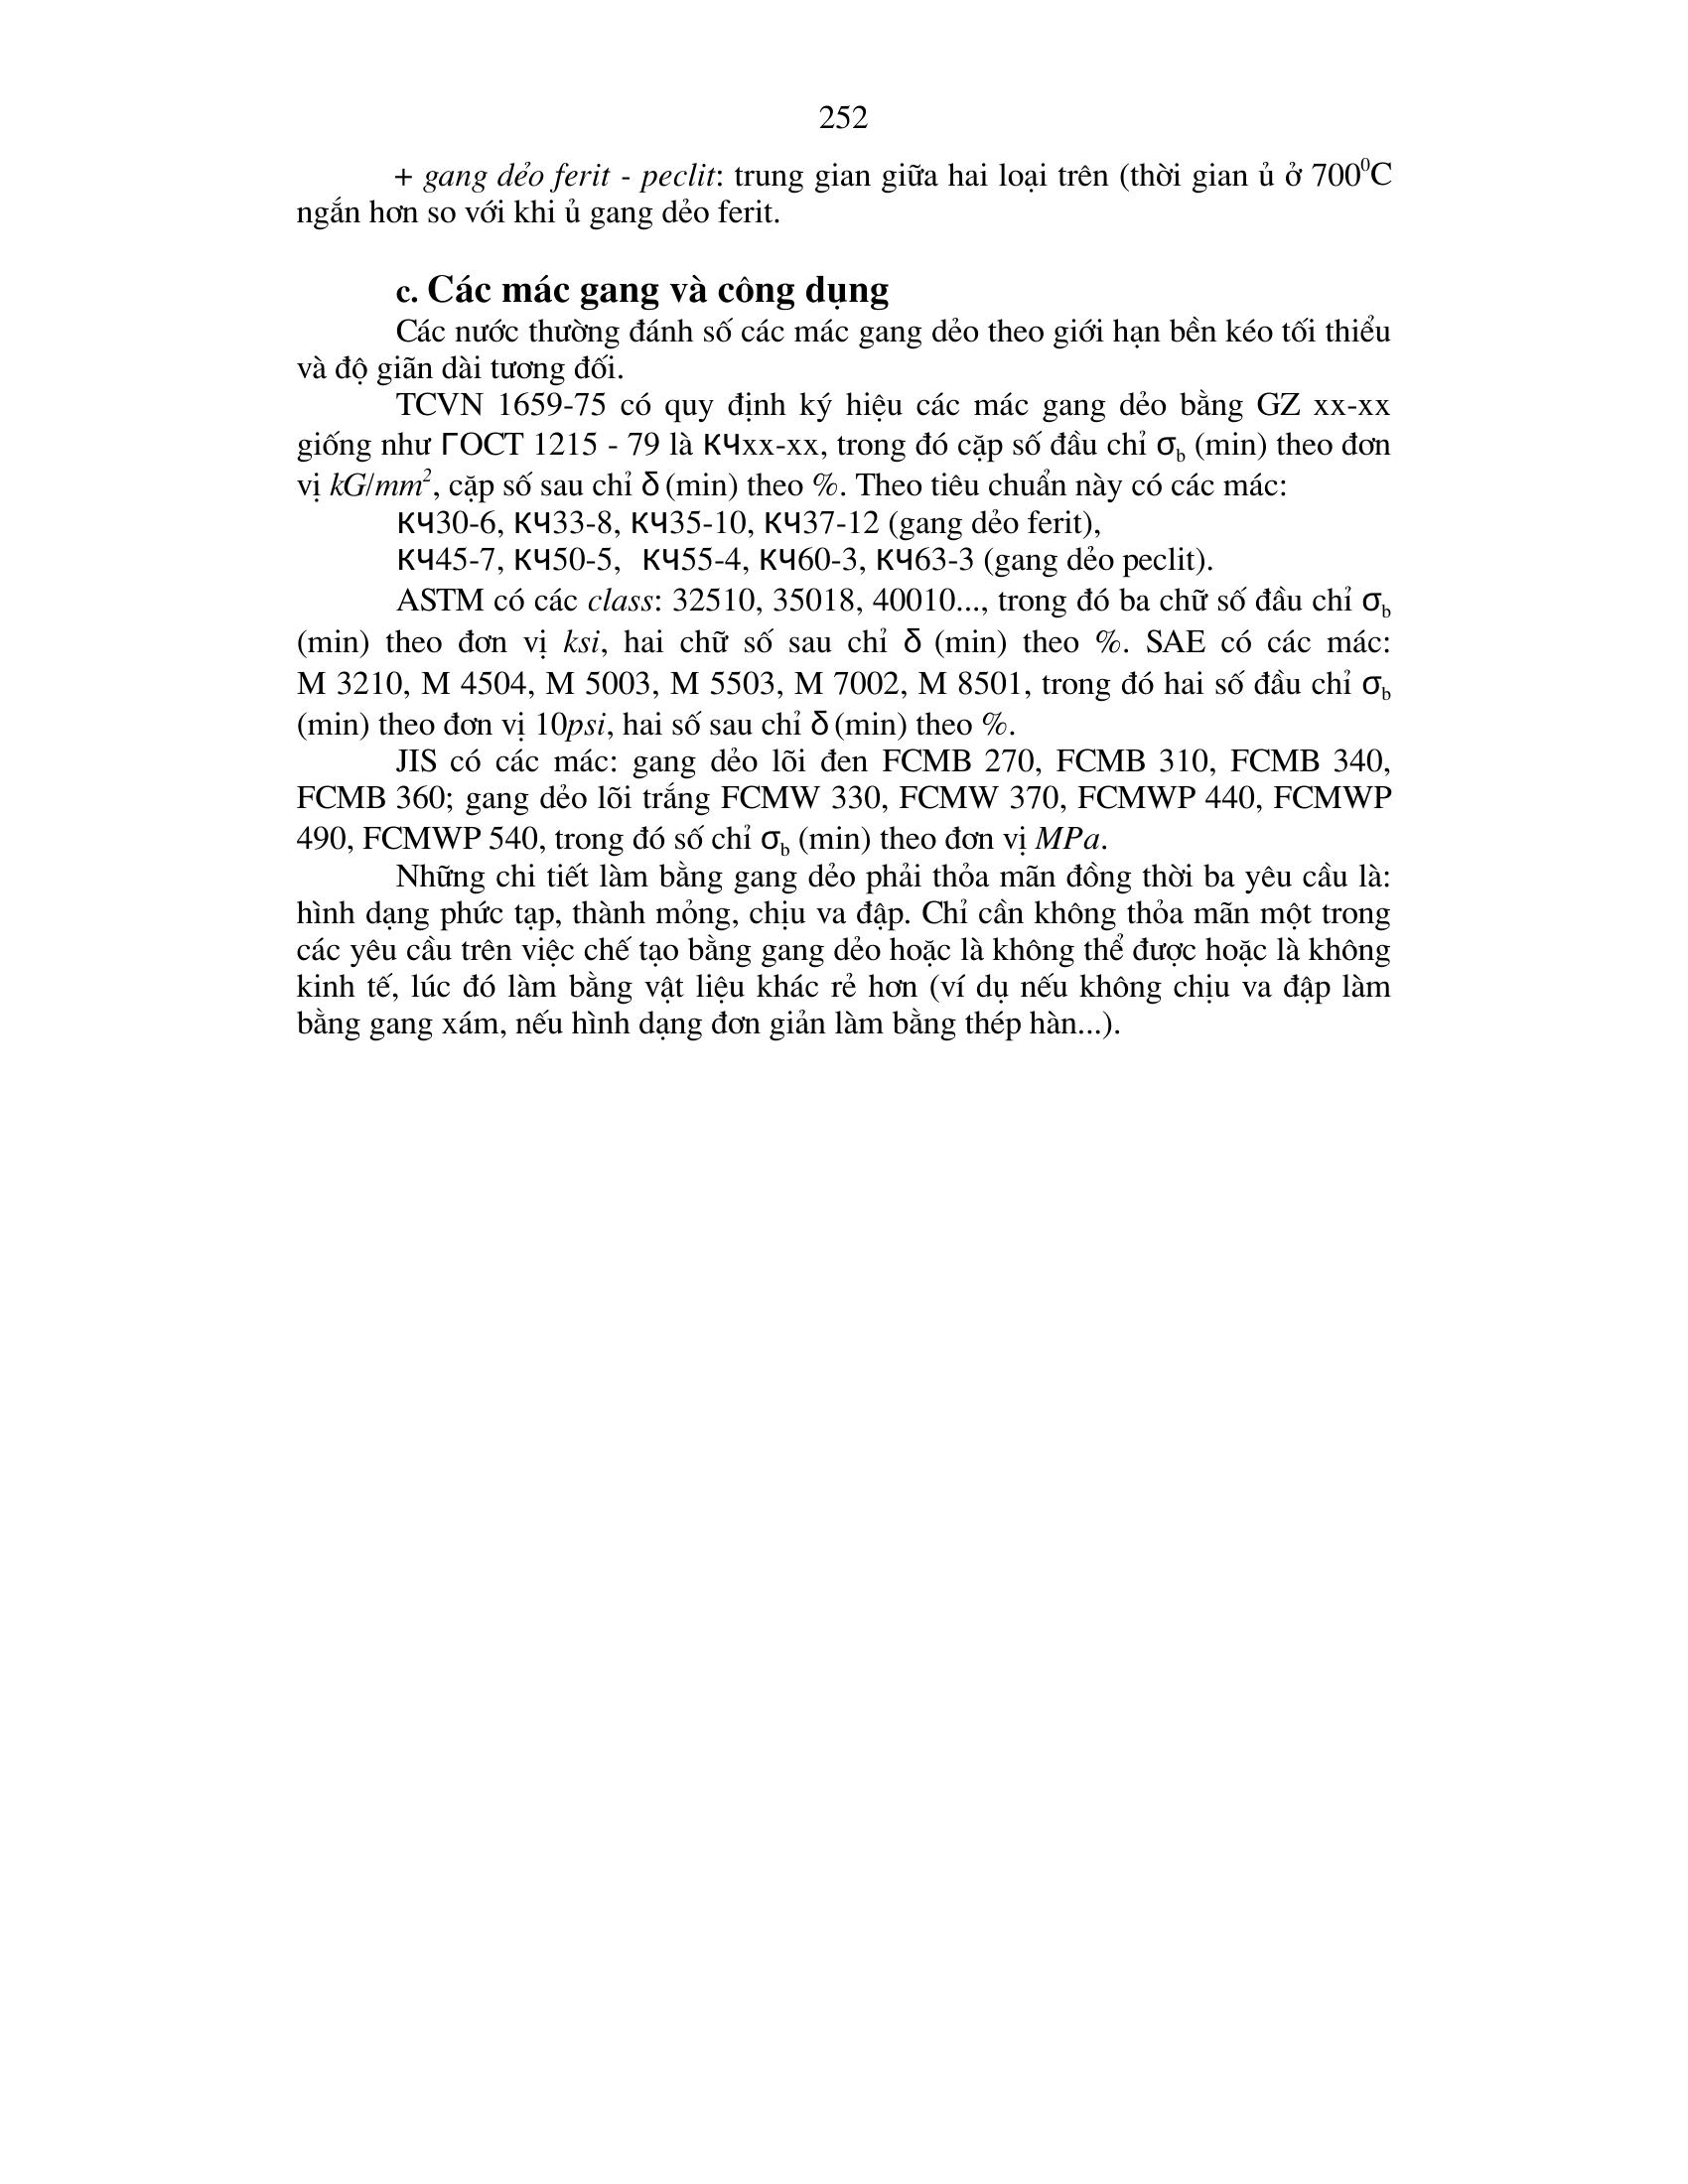 252
+ gang dẻo ferit - peclit: trung gian giữa hai loại trên (thời gian ủ ở 700⁰C
ngắn hơn so với khi ủ gang dẻo ferit.
c. Các mác gang và công dụng
Các nước thường đánh số các mác gang dẻo theo giới hạn bền kéo tối thiểu
và độ giãn dài tương đối.
TCVN 1659-75 có quy định ký hiệu các mác gang dẻo bằng GZ xx-xx
giống như ГOCT 1215 - 79 là КЧxx-xx, trong đó cặp số đầu chỉ σb (min) theo đơn
vị kG/mm², cặp số sau chỉ δ (min) theo %. Theo tiêu chuẩn này có các mác:
КЧ30-6, КЧ33-8, КЧ35-10, КЧ37-12 (gang dẻo ferit),
КЧ45-7, КЧ50-5, КЧ55-4, КЧ60-3, КЧ63-3 (gang dẻo peclit).
ASTM có các class: 32510, 35018, 40010..., trong đó ba chữ số đầu chỉ σb
(min) theo đơn vị ksi, hai chữ số sau chỉ δ (min) theo %. SAE có các mác:
M 3210, M 4504, M 5003, M 5503, M 7002, M 8501, trong đó hai số đầu chỉ σb
(min) theo đơn vị 10psi, hai số sau chỉ δ (min) theo %.
JIS có các mác: gang dẻo lõi đen FCMB 270, FCMB 310, FCMB 340,
FCMB 360; gang dẻo lõi trắng FCMW 330, FCMW 370, FCMWP 440, FCMWP
490, FCMWP 540, trong đó số chỉ σb (min) theo đơn vị MPa.
Những chi tiết làm bằng gang dẻo phải thỏa mãn đồng thời ba yêu cầu là:
hình dạng phức tạp, thành mỏng, chịu va đập. Chỉ cần không thỏa mãn một trong
các yêu cầu trên việc chế tạo bằng gang dẻo hoặc là không thể được hoặc là không
kinh tế, lúc đó làm bằng vật liệu khác rẻ hơn (ví dụ nếu không chịu va đập làm
bằng gang xám, nếu hình dạng đơn giản làm bằng thép hàn...).